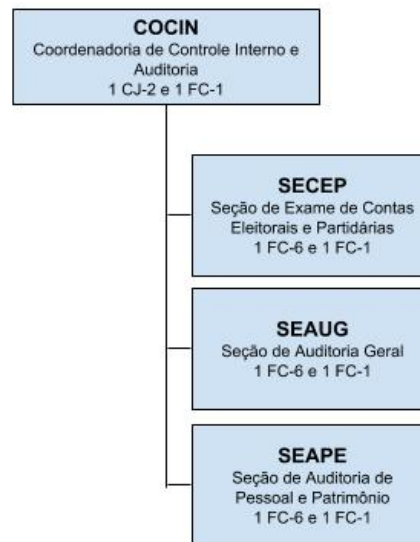 COCIN
Coordenadoria de Controle Interno e
Auditoria
1 CJ-2 e 1 FC-1
SECEP
Seção de Exame de Contas
Eleitorais e Partidárias
1 FC-6 e 1 FC-1
SEAUG
Seção de Auditoria Geral
1 FC-6 e 1 FC-1
SEAPE
Seção de Auditoria de
Pessoal e Patrimônio
1 FC-6 e 1 FC-1